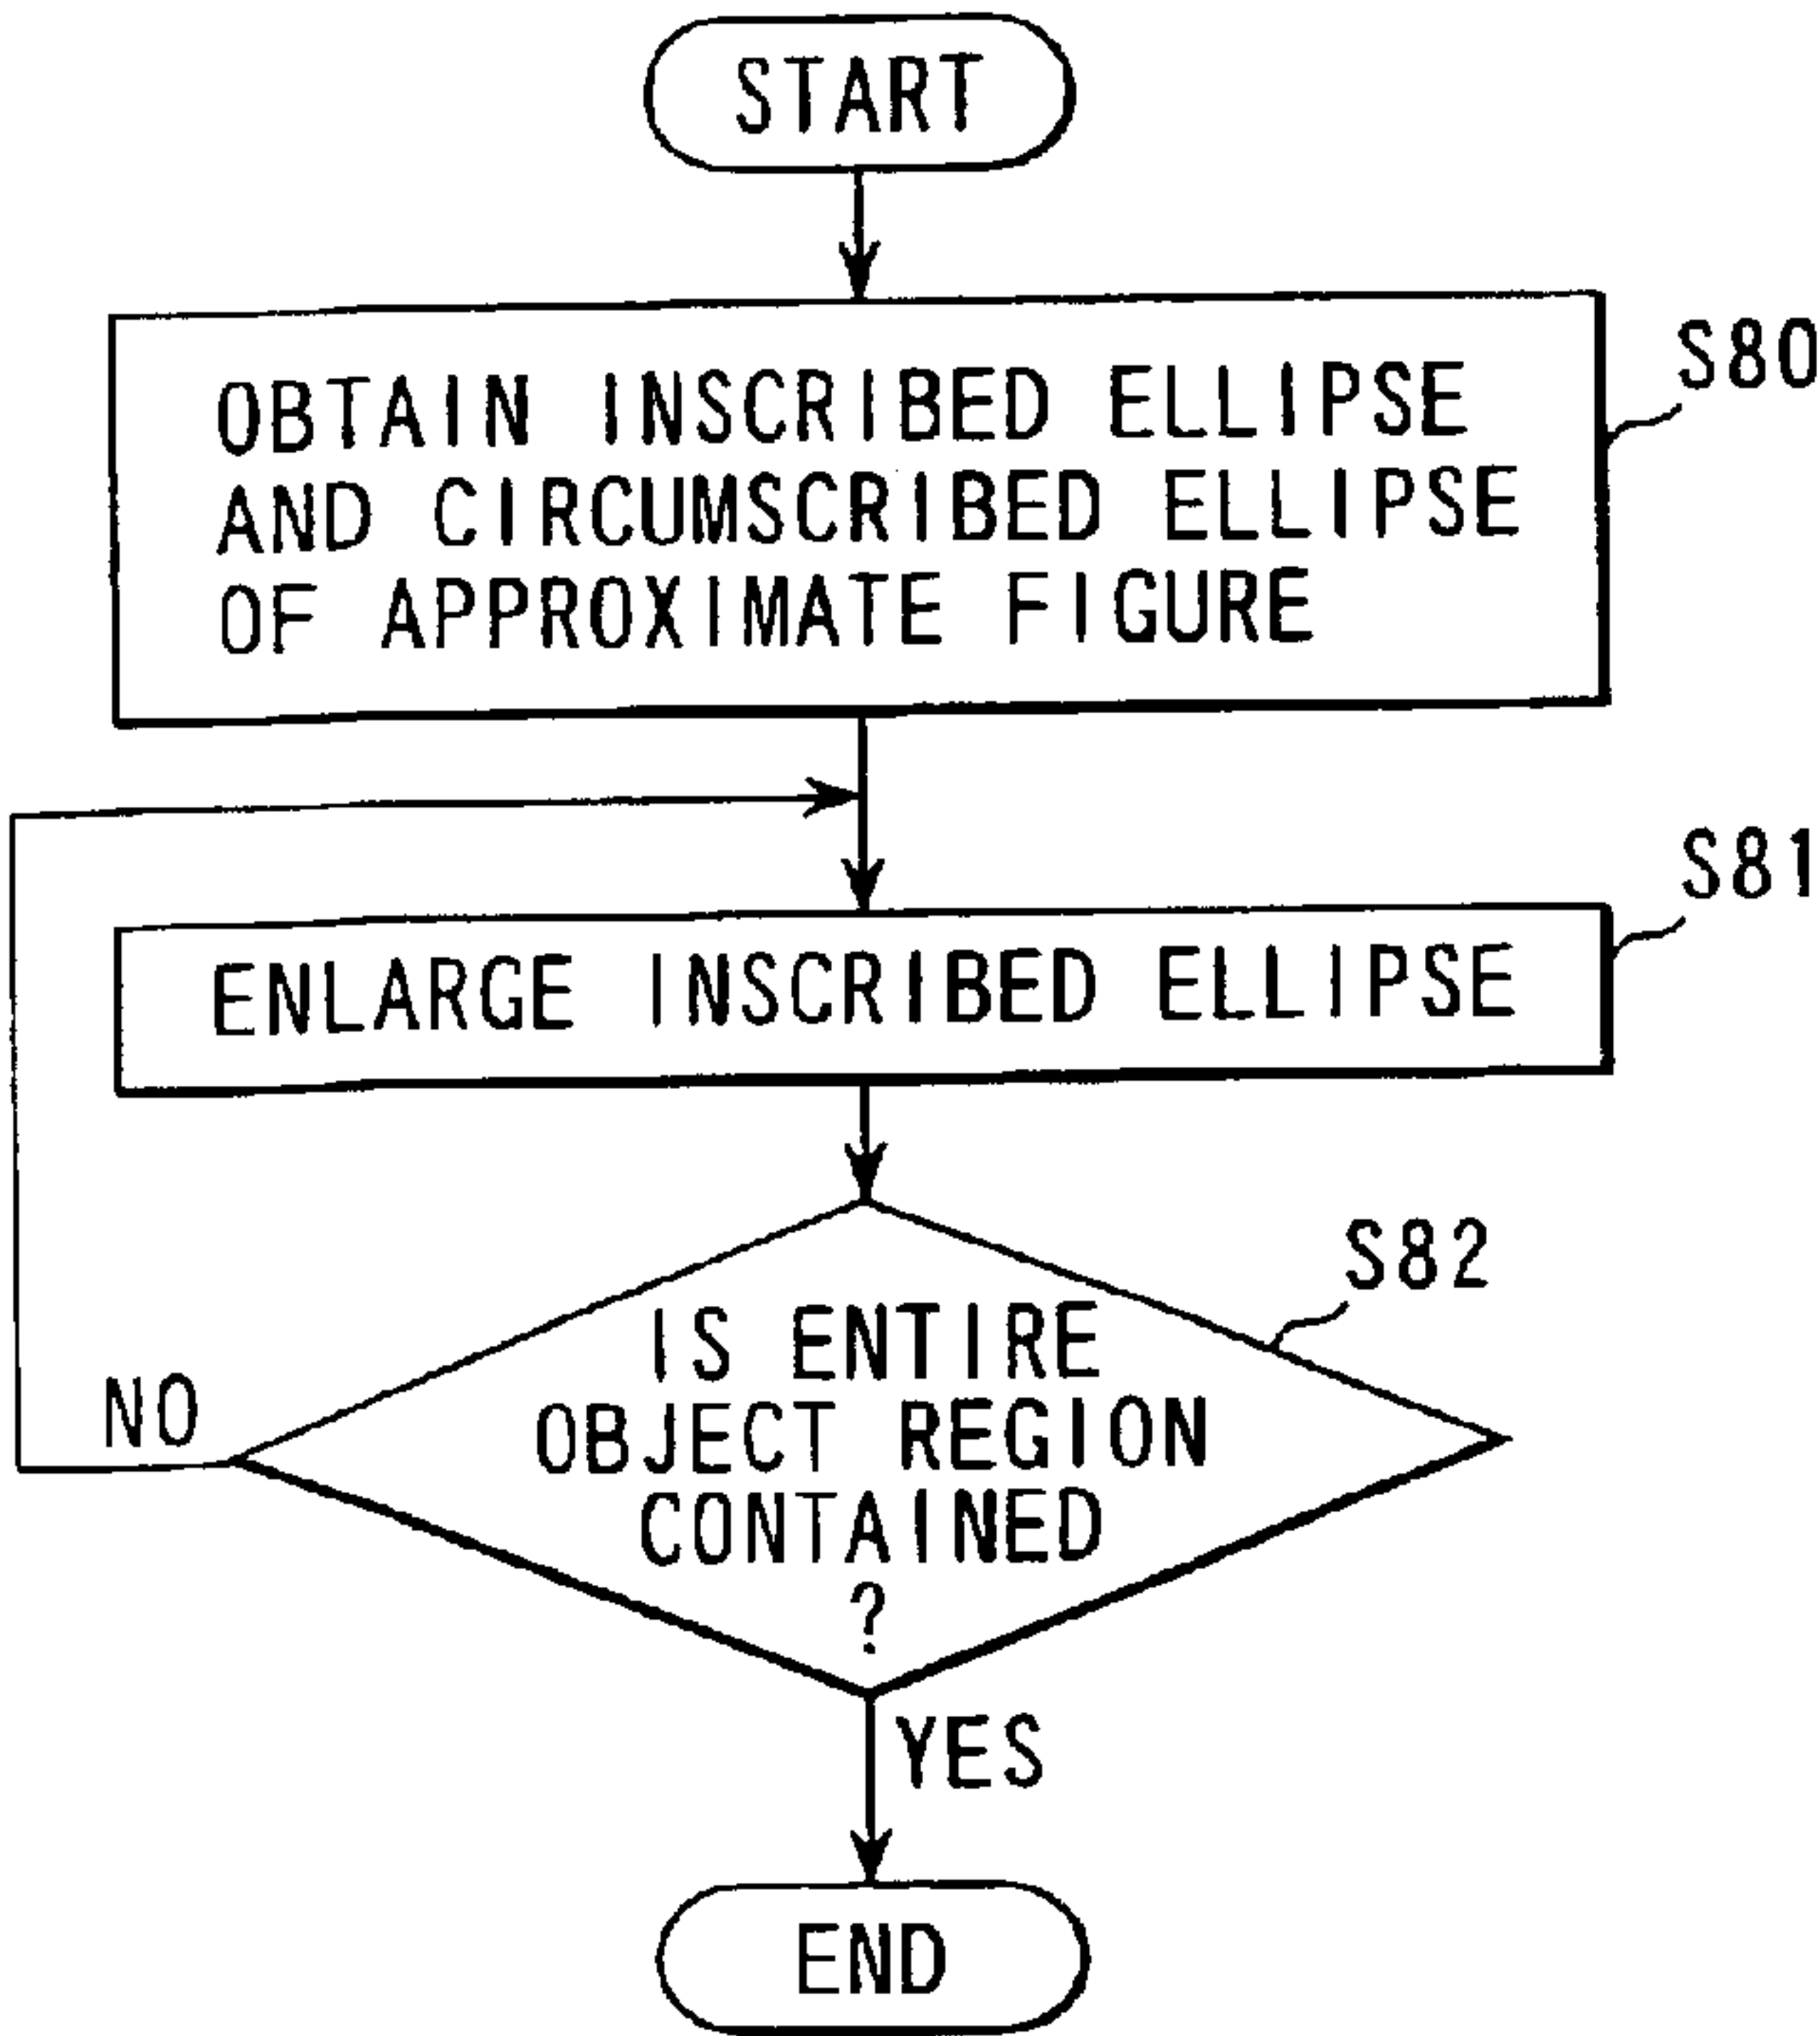 START
S80
OBTAIN INSCRIBED ELLIPSE
AND CIRCUMSCRIBED ELLIPSE
OF APPROXIMATE FIGURE
S81
ENLARGE INSCRIBED ELLIPSE
S82
IS ENTIRE
OBJECT REGION
CONTAINED
?
NO
YES
END